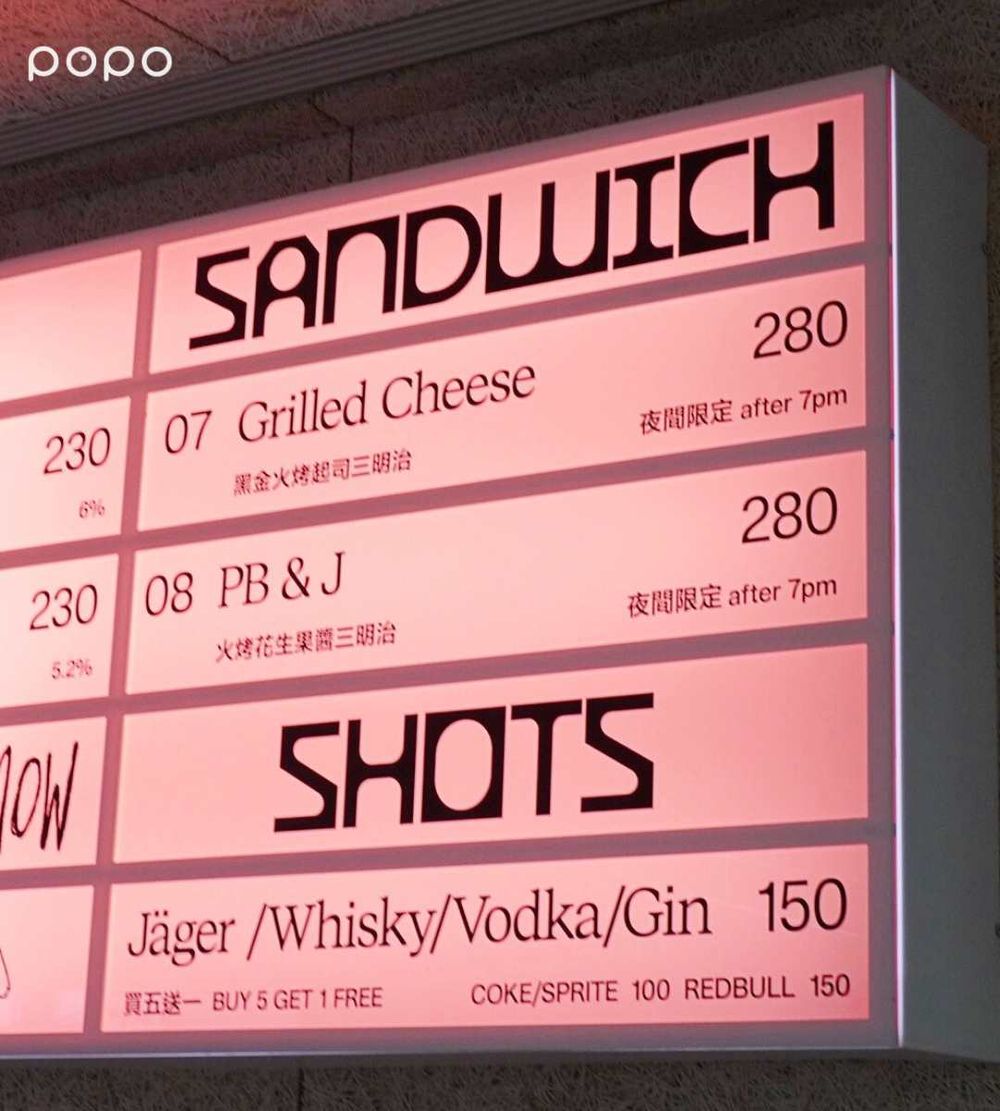 popo
SANDWICH
230
6%
07 Grilled Cheese 280
黑金火烤起司三明治 夜間限定 after 7pm
230
5.2%
08 PB & J 280
火烤花生果醬三明治 夜間限定 after 7pm
SHOTS
Jäger /Whisky/Vodka/Gin 150
買五送一 BUY 5 GET 1 FREE COKE/SPRITE 100 REDBULL 150